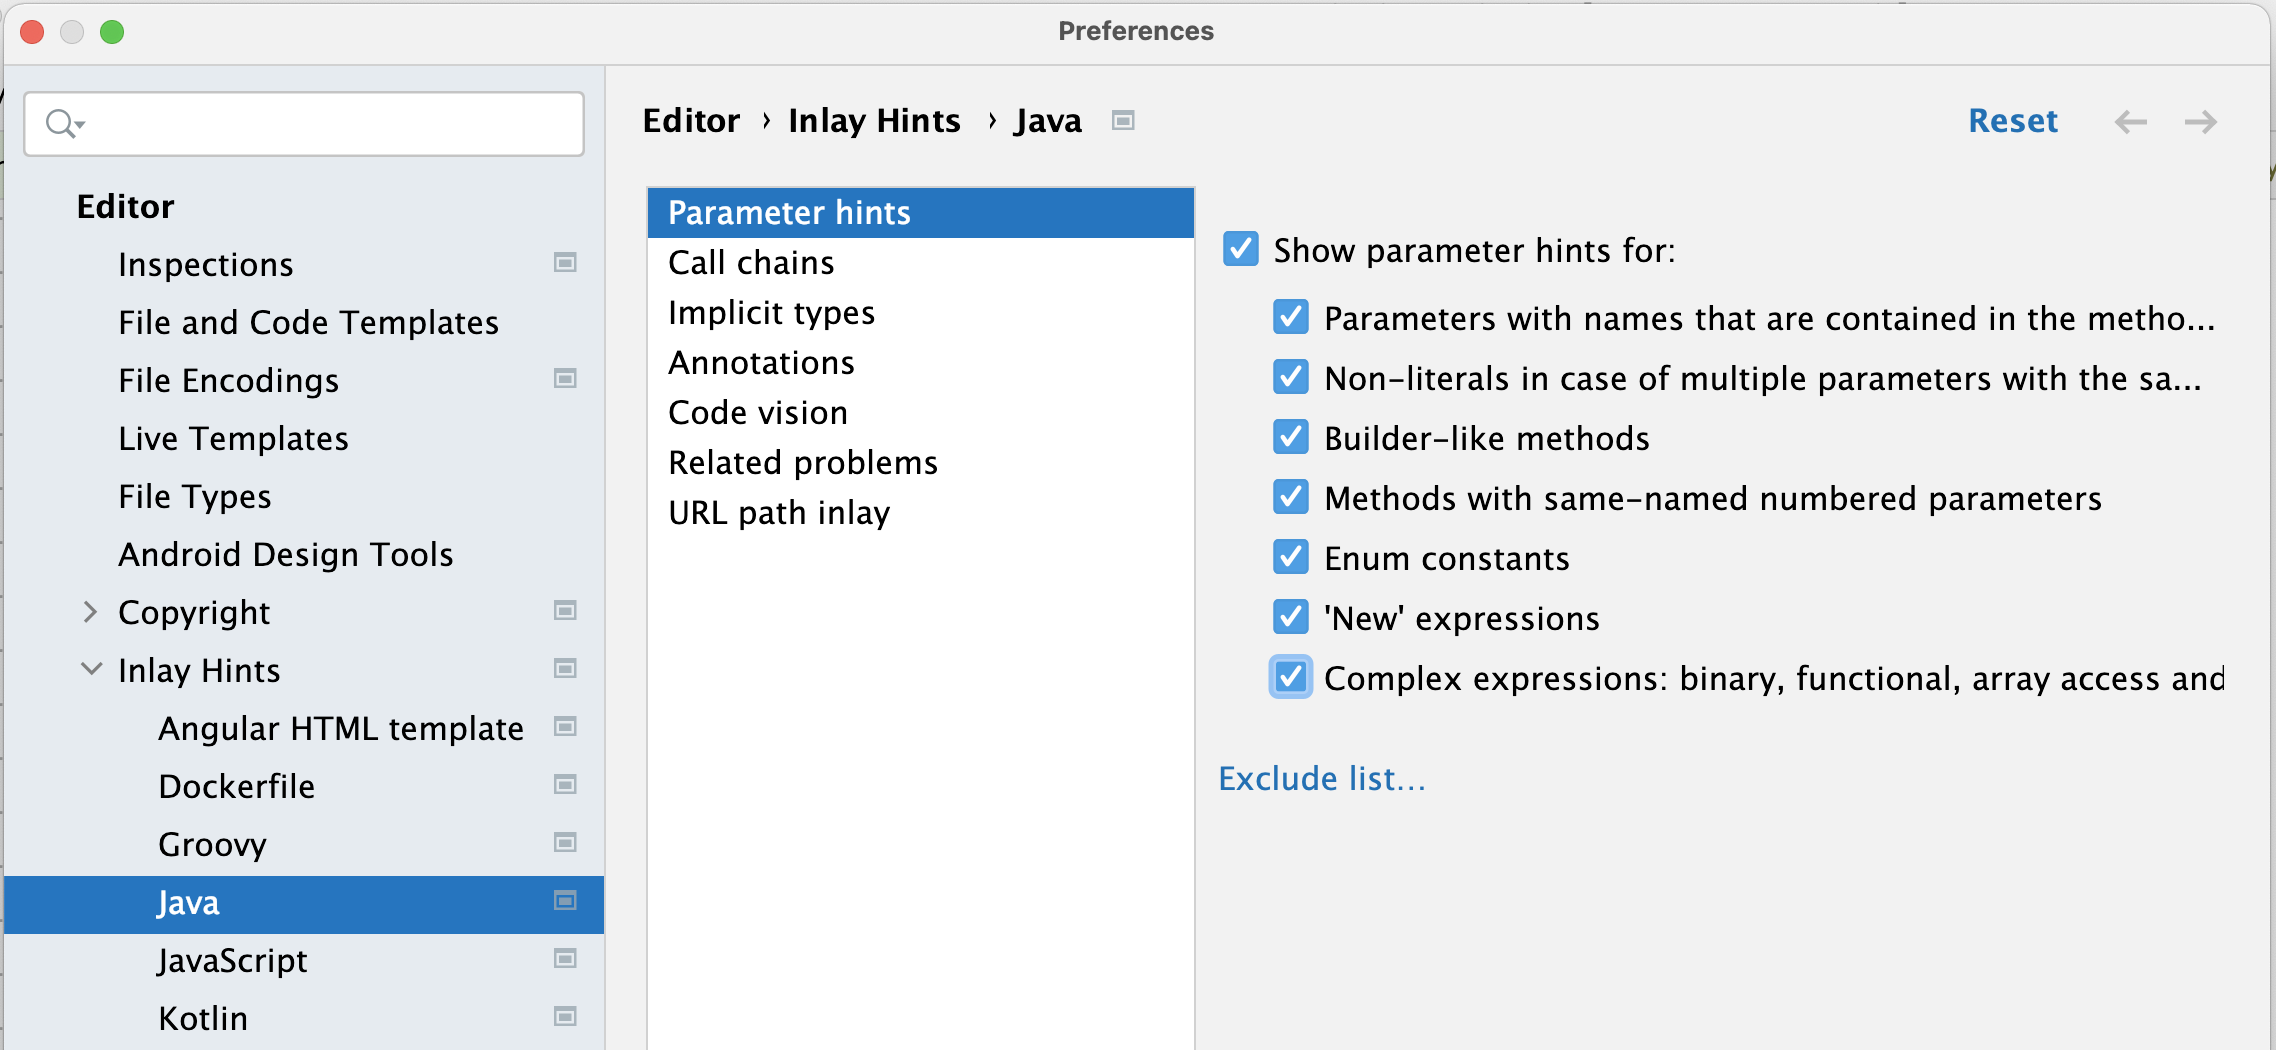 Preferences
Editor › Inlay Hints › Java
Reset
Editor
Inspections
File and Code Templates
File Encodings
Live Templates
File Types
Android Design Tools
Copyright
Inlay Hints
Angular HTML template
Dockerfile
Groovy
Java
JavaScript
Kotlin
Parameter hints
Call chains
Implicit types
Annotations
Code vision
Related problems
URL path inlay
Show parameter hints for:
Parameters with names that are contained in the metho...
Non-literals in case of multiple parameters with the sa...
Builder-like methods
Methods with same-named numbered parameters
Enum constants
'New' expressions
Complex expressions: binary, functional, array access and
Exclude list...